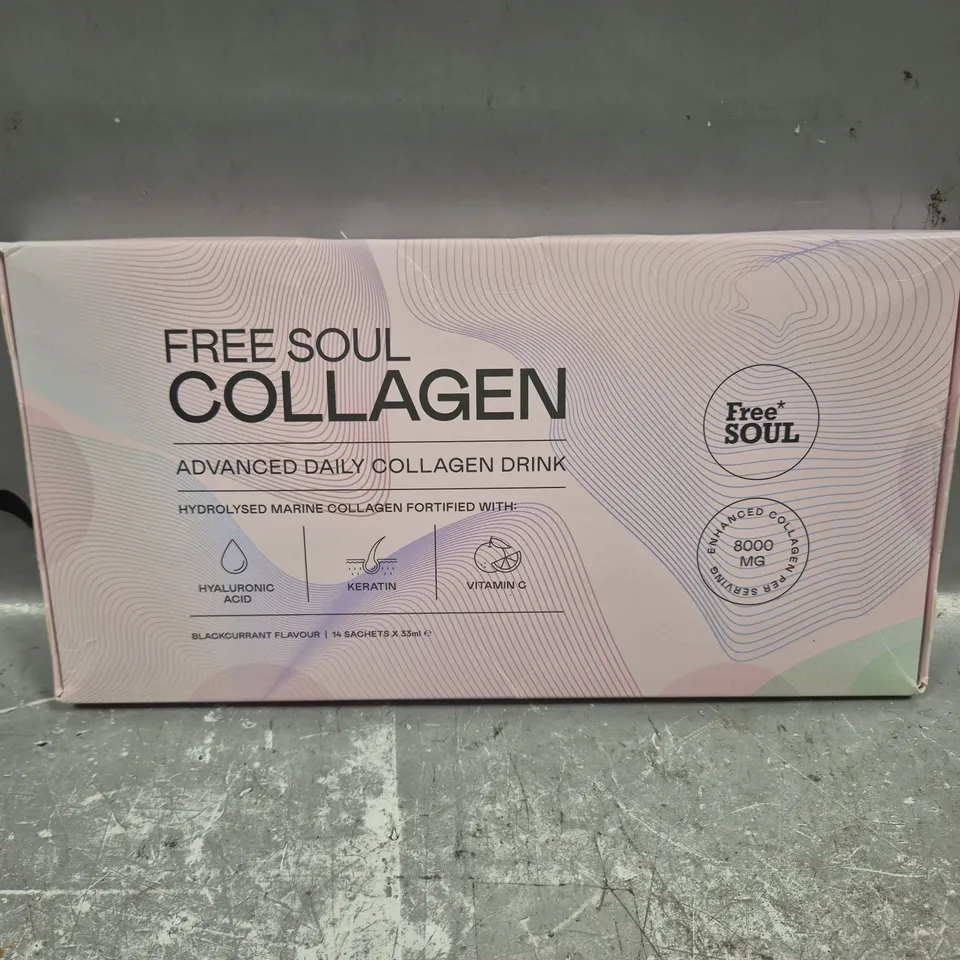 FREE SOUL
COLLAGEN
ADVANCED DAILY COLLAGEN DRINK
HYDROLYSED MARINE COLLAGEN FORTIFIED WITH:
HYALURONIC
ACID
KERATIN
VITAMIN C
BLACKCURRANT FLAVOUR | 14 SACHETS X 33ml ℮
Free*
SOUL
ENHANCED COLLAGEN PER SERVING
8000
MG